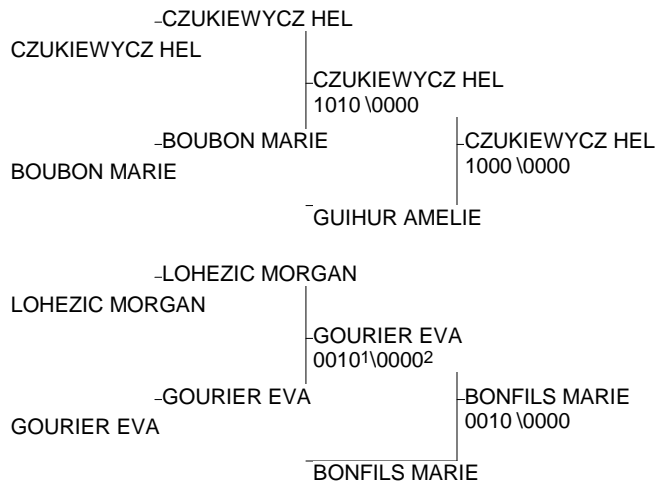 CZUKIEWYCZ HEL
CZUKIEWYCZ HEL
CZUKIEWYCZ HEL
1010 \0000
BOUBON MARIE
CZUKIEWYCZ HEL
BOUBON MARIE
1000 \0000
GUIHUR AMELIE
LOHEZIC MORGAN
LOHEZIC MORGAN
GOURIER EVA
0010¹\0000²
GOURIER EVA
BONFILS MARIE
GOURIER EVA
0010 \0000
BONFILS MARIE